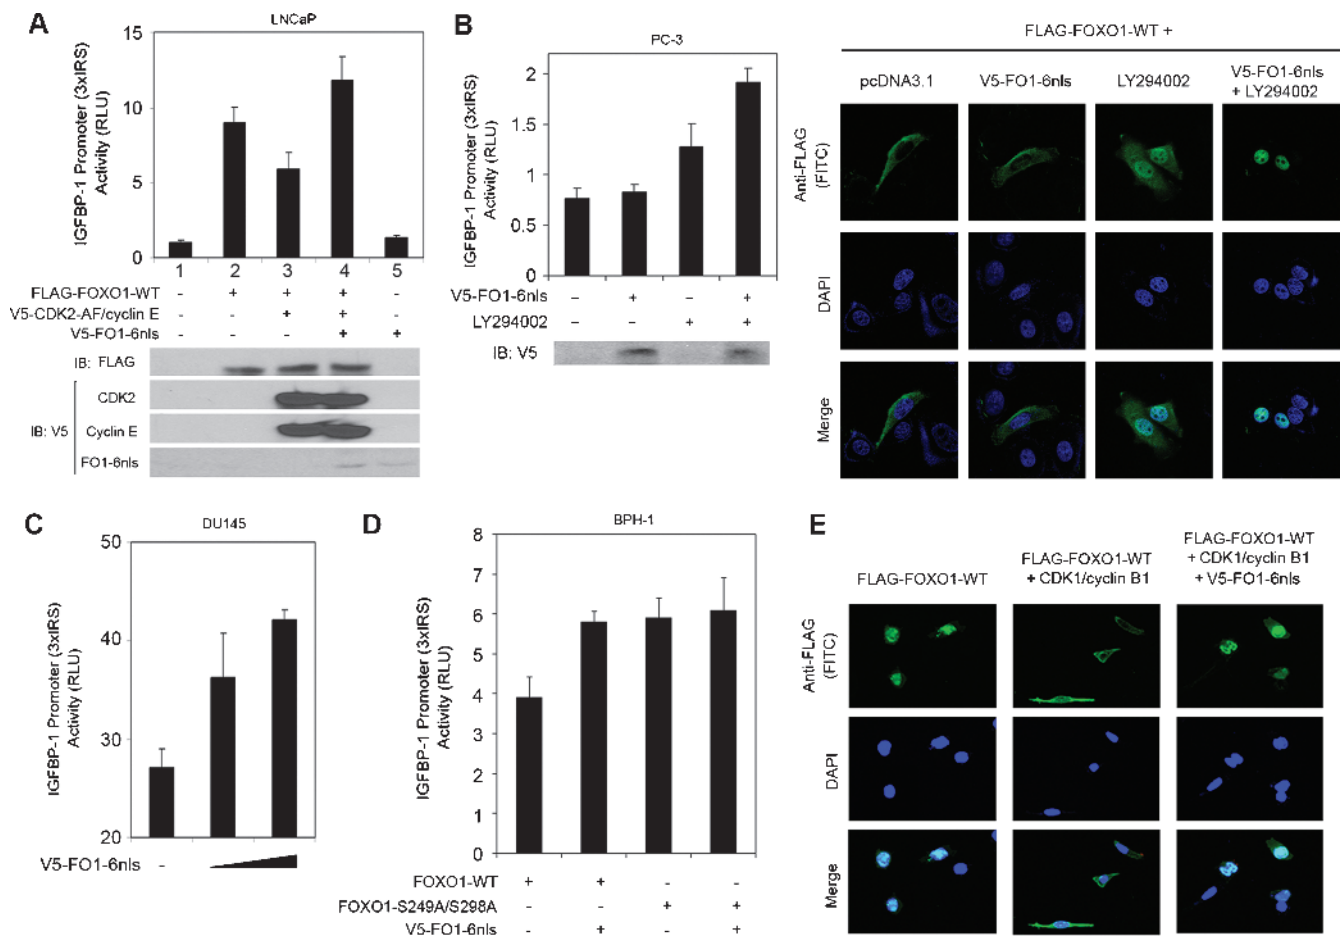 A
LNCaP
IGFBP-1 Promoter (3xIRS)
Activity (RLU)
15
10
5
0
1 2 3 4 5
FLAG-FOXO1-WT - + + + -
V5-CDK2-AF/cyclin E - - + + -
V5-FO1-6nls - - - + +
IB: FLAG
CDK2
IB: V5
Cyclin E
FO1-6nls
B
PC-3
IGFBP-1 Promoter (3xIRS)
Activity (RLU)
2
1.5
1
0.5
0
V5-FO1-6nls - + - +
LY294002 - - + +
IB: V5
FLAG-FOXO1-WT +
pcDNA3.1
V5-FO1-6nls
LY294002
V5-FO1-6nls
+ LY294002
Anti-FLAG
(FITC)
DAPI
Merge
C
DU145
IGFBP-1 Promoter (3xIRS)
Activity (RLU)
50
40
30
20
V5-FO1-6nls -
D
BPH-1
IGFBP-1 Promoter (3xIRS)
Activity (RLU)
8
7
6
5
4
3
2
1
0
FOXO1-WT + + - -
FOXO1-S249A/S298A - - + +
V5-FO1-6nls - + - +
E
FLAG-FOXO1-WT
FLAG-FOXO1-WT
+ CDK1/cyclin B1
FLAG-FOXO1-WT
+ CDK1/cyclin B1
+ V5-FO1-6nls
Anti-FLAG
(FITC)
DAPI
Merge